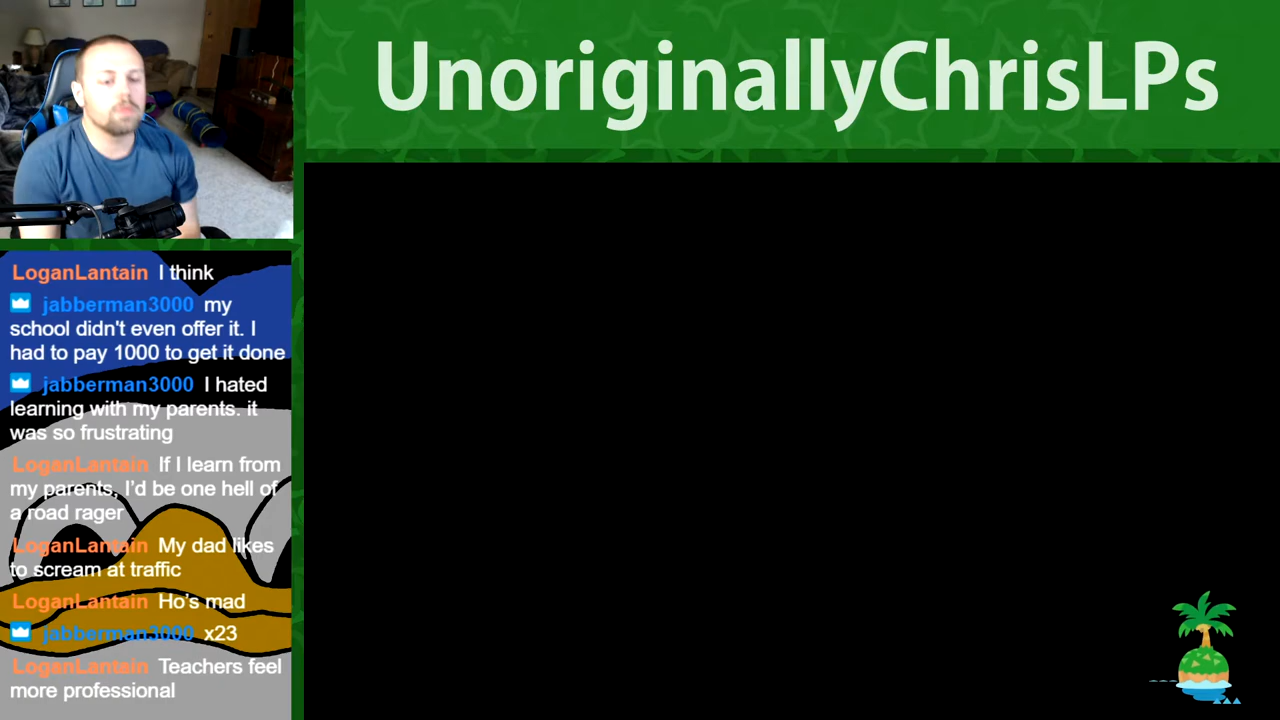 UnoriginallyChrisLPs
LoganLantain I think
jabberman3000 my
school didn't even offer it. I
had to pay 1000 to get it done
jabberman3000 I hated
learning with my parents. it
was so frustrating
LoganLantain If I learn from
my parents, I'd be one hell of
a road rager
LoganLantain My dad likes
to scream at traffic
LoganLantain Ho's mad
jabberman3000 x23
LoganLantain Teachers feel
more professional